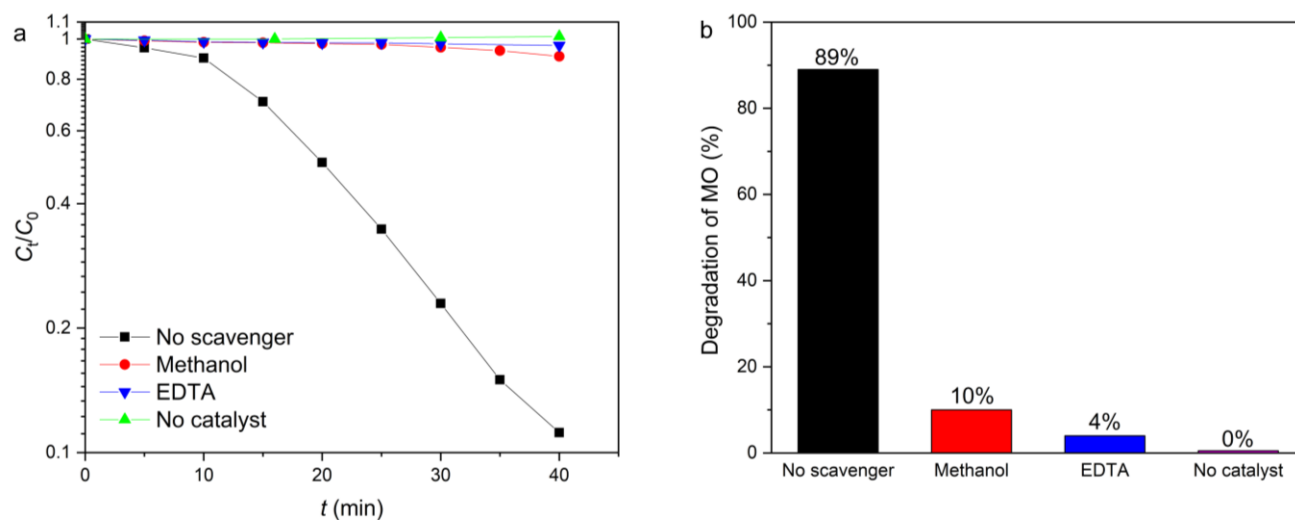 a
1.1
1
0.8
0.6
0.4
0.2
0.1
Ct/C0
No scavenger
Methanol
EDTA
No catalyst
0 10 20 30 40
t (min)
b
100
80
60
40
20
0
Degradation of MO (%)
89%
10%
4%
0%
No scavenger Methanol EDTA No catalyst